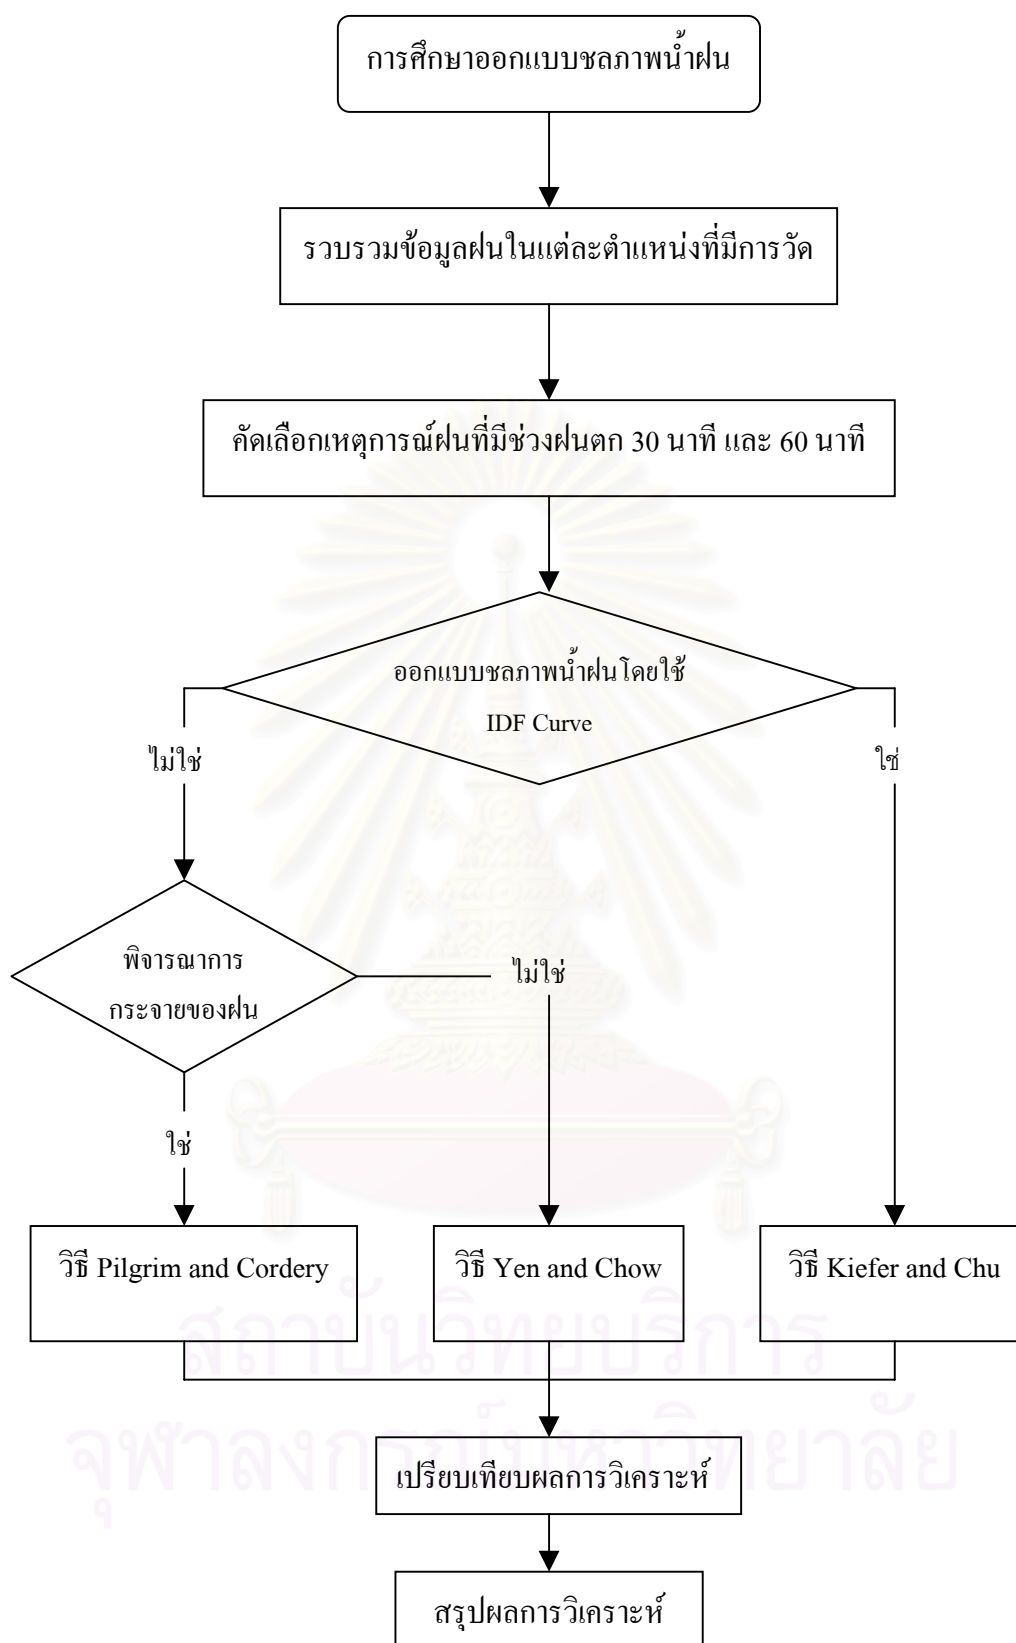 การศึกษาออกแบบชลภาพน้ำฝน
รวบรวมข้อมูลฝนในแต่ละตำแหน่งที่มีการวัด
คัดเลือกเหตุการณ์ฝนที่มีช่วงฝนตก 30 นาที และ 60 นาที
ออกแบบชลภาพน้ำฝนโดยใช้
IDF Curve
ไม่ใช่
ใช่
พิจารณาการ
กระจายของฝน
ไม่ใช่
ใช่
วิธี Pilgrim and Cordery
วิธี Yen and Chow
วิธี Kiefer and Chu
สถาบันวิทยบริการ
จุฬาลงกรณ์มหาวิทยาลัย
เปรียบเทียบผลการวิเคราะห์
สรุปผลการวิเคราะห์